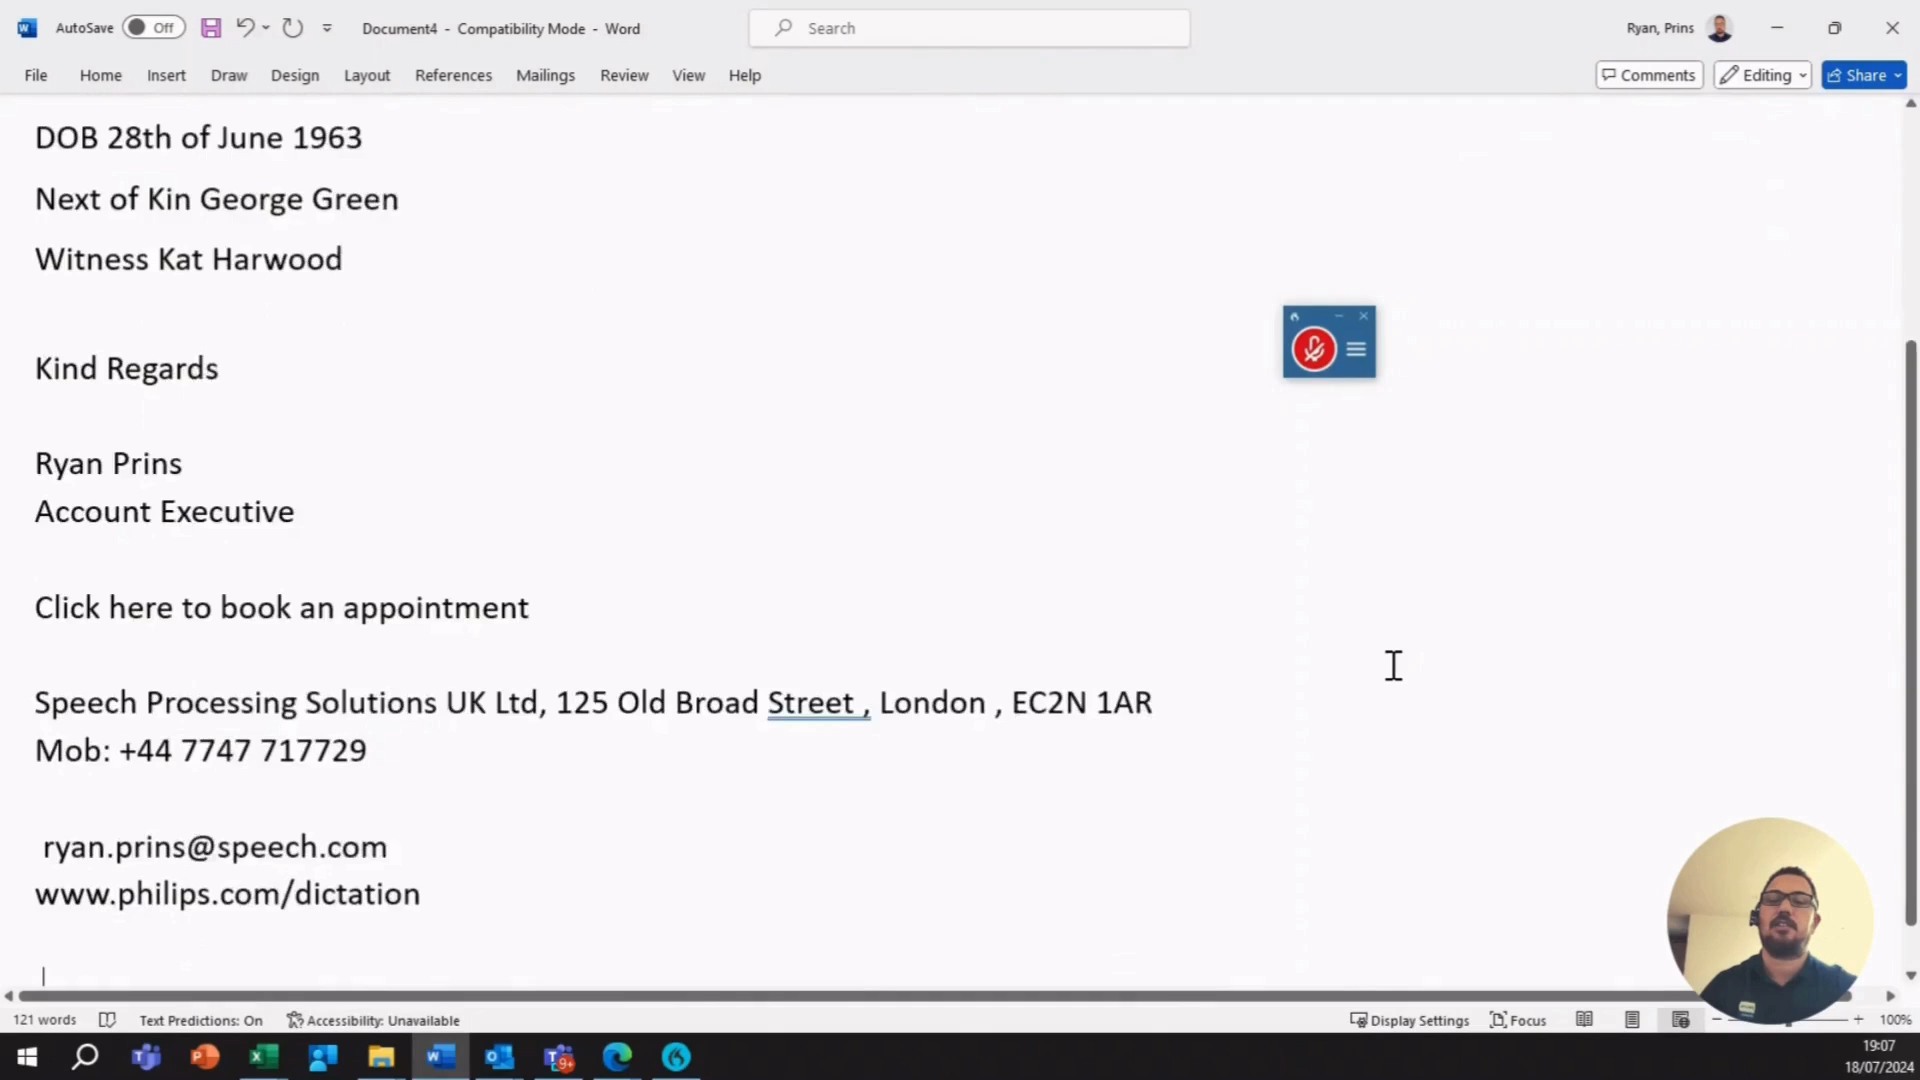 AutoSave Off Document4 - Compatibility Mode - Word Search Ryan, Prins
File Home Insert Draw Design Layout References Mailings Review View Help Comments Editing Share
DOB 28th of June 1963
Next of Kin George Green
Witness Kat Harwood
Kind Regards
Ryan Prins
Account Executive
Click here to book an appointment
Speech Processing Solutions UK Ltd, 125 Old Broad Street , London , EC2N 1AR
Mob: +44 7747 717729
ryan.prins@speech.com
www.philips.com/dictation
121 words Text Predictions: On Accessibility: Unavailable Display Settings Focus 100%
9+
19:07
18/07/2024